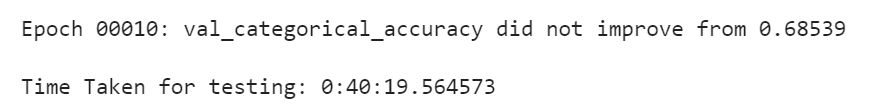 Epoch 00010: val_categorical_accuracy did not improve from 0.68539
Time Taken for testing: 0:40:19.564573